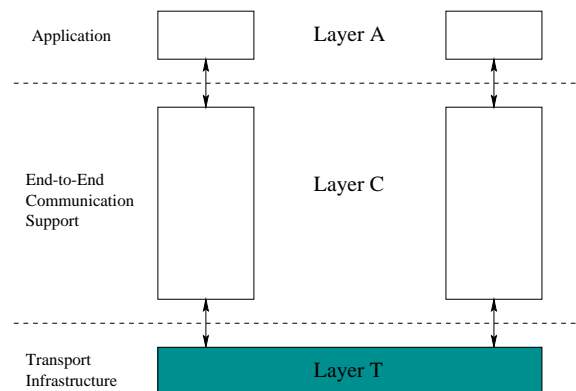 Application
Layer A
End-to-End
Communication
Support
Layer C
Transport
Infrastructure
Layer T